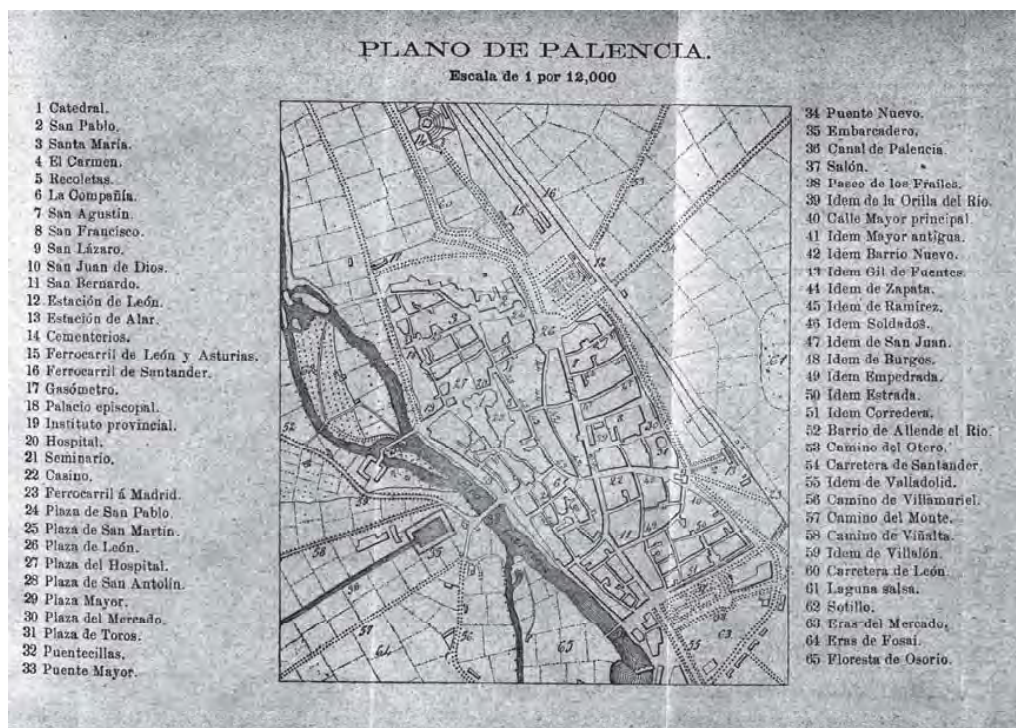 PLANO DE PALENCIA.
Escala de 1 por 12,000
1 Catedral.
2 San Pablo.
3 Santa María.
4 El Carmen.
5 Recoletas.
6 La Compañía.
7 San Agustín.
8 San Francisco.
9 San Lázaro.
10 San Juan de Dios.
11 San Bernardo.
12 Estación de León.
13 Estación de Alar.
14 Cementerios.
15 Ferrocarril de León y Asturias.
16 Ferrocarril de Santander.
17 Gasómetro.
18 Palacio episcopal.
19 Instituto provincial.
20 Hospital.
21 Seminario.
22 Casino.
23 Ferrocarril á Madrid.
24 Plaza de San Pablo.
25 Plaza de San Martín.
26 Plaza de León.
27 Plaza del Hospital.
28 Plaza de San Antolín.
29 Plaza Mayor.
30 Plaza del Mercado.
31 Plaza de Toros.
32 Puentecillas.
33 Puente Mayor.
34 Puente Nuevo.
35 Embarcadero.
36 Canal de Palencia.
37 Salón.
38 Paseo de los Frailes.
39 Idem de la Orilla del Río.
40 Calle Mayor principal.
41 Idem Mayor antigua.
42 Idem Barrio Nuevo.
43 Idem Gil de Fuentes.
44 Idem de Zapata.
45 Idem de Ramírez.
46 Idem Soldados.
47 Idem de San Juan.
48 Idem de Burgos.
49 Idem Empedrada.
50 Idem Estrada.
51 Idem Corredera.
52 Barrio de Allende el Río.
53 Camino del Otero.
54 Carretera de Santander.
55 Idem de Valladolid.
56 Camino de Villamuriel.
57 Camino del Monte.
58 Camino de Viñalta.
59 Idem de Villalón.
60 Carretera de León.
61 Laguna salsa.
62 Sotillo.
63 Eras del Mercado.
64 Eras de Fosai.
65 Floresta de Osorio.